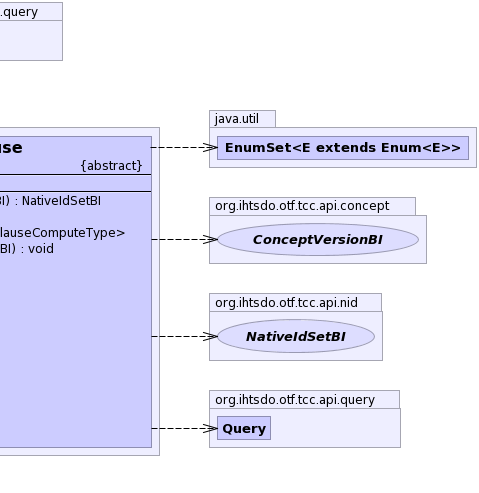 .query
use
{abstract}
BI) : NativeIdSetBI
lauseComputeType>
BI) : void
java.util
EnumSet<E extends Enum<E>>
org.ihtsdo.otf.tcc.api.concept
ConceptVersionBI
org.ihtsdo.otf.tcc.api.nid
NativeIdSetBI
org.ihtsdo.otf.tcc.api.query
Query